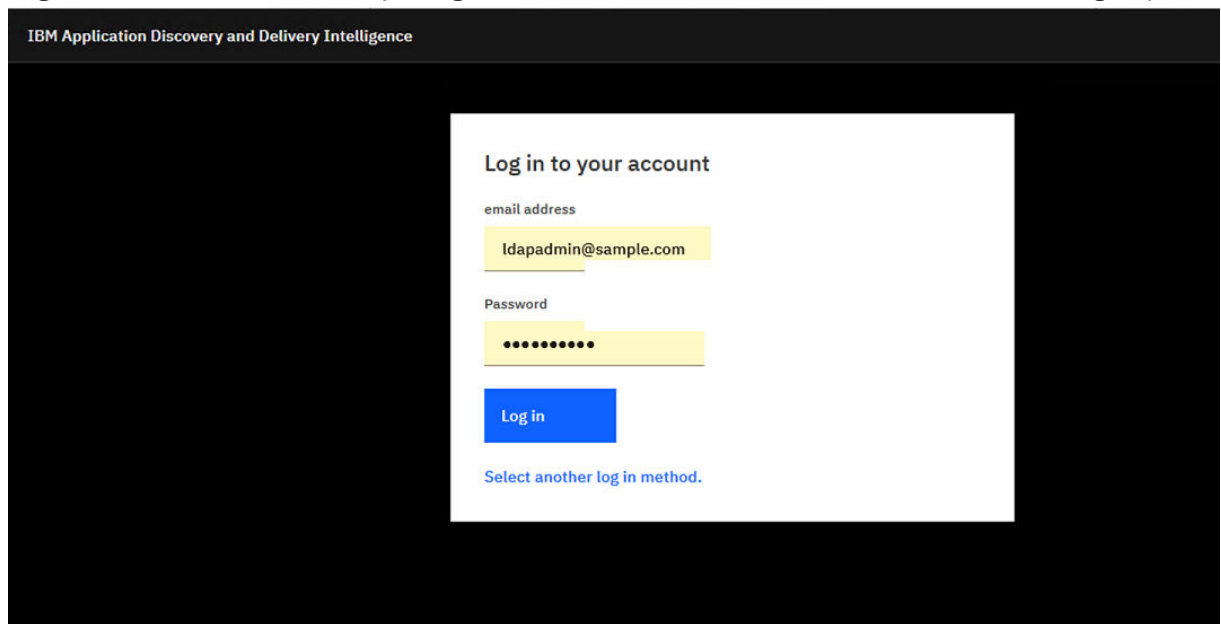 IBM Application Discovery and Delivery Intelligence
Log in to your account
email address
ldapadmin@sample.com
Password
••••••••••
Log in
Select another log in method.